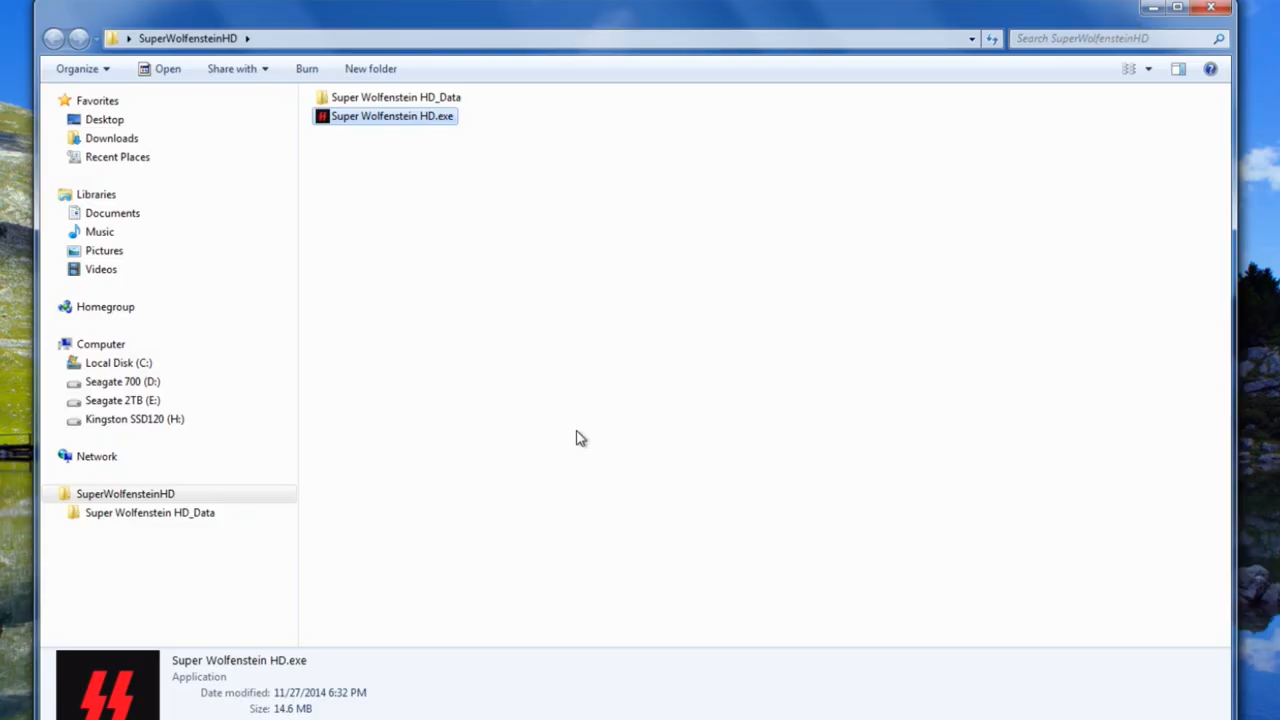 SuperWolfensteinHD
Search SuperWolfensteinHD
Organize Open Share with Burn New folder
Favorites
Desktop
Downloads
Recent Places
Libraries
Documents
Music
Pictures
Videos
Homegroup
Computer
Local Disk (C:)
Seagate 700 (D:)
Seagate 2TB (E:)
Kingston SSD120 (H:)
Network
SuperWolfensteinHD
Super Wolfenstein HD_Data
Super Wolfenstein HD_Data
Super Wolfenstein HD.exe
Super Wolfenstein HD.exe
Application
Date modified: 11/27/2014 6:32 PM
Size: 14.6 MB